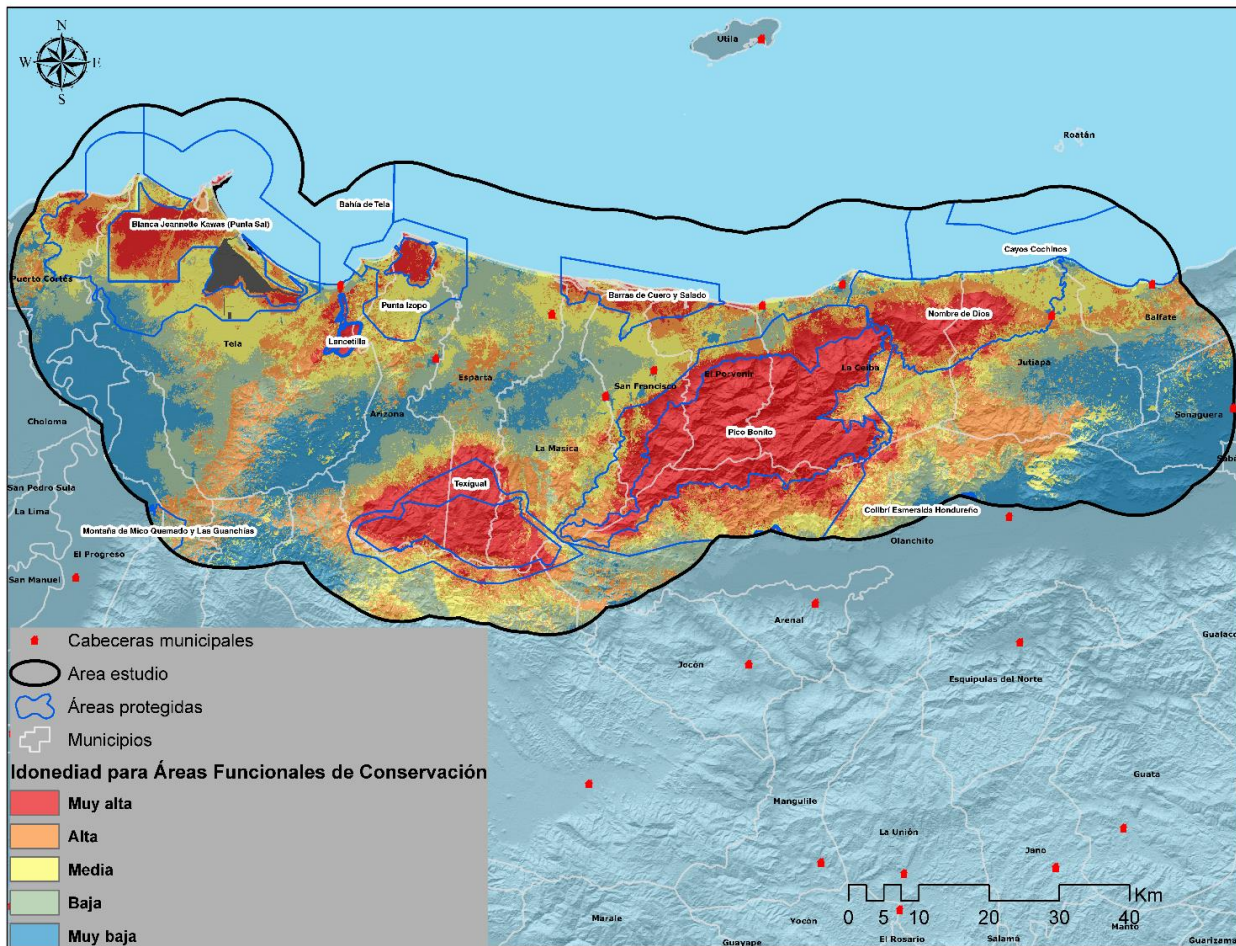 N
W E
S
Utila
Roatán
Bahía de Tela
Blanca Jeannette Kawas (Punta Sal)
Cayos Cochinos
Puerto Cortés
Punta Izopo
Barras de Cuero y Salado
Nombre de Dios
Balfate
Lancetilla
Tela
Esparta
San Francisco
El Porvenir
La Ceiba
Jutiapa
Choloma
Arizona
Sonaguera
La Masica
Pico Bonito
San Pedro Sula
Texiguat
La Lima
Colibrí Esmeralda Hondureño
Montaña de Mico Quemado y Las Guanchías
El Progreso
Olanchito
San Manuel
Arenal
Jocón
Esquipulas del Norte
Gualaco
Guata
Mangulile
La Unión
Jano
Marale
Yocón
El Rosario
Salamá
Manto
Guayape
Guarizama
Cabeceras municipales
Area estudio
Áreas protegidas
Municipios
Idonediad para Áreas Funcionales de Conservación
Muy alta
Alta
Media
Baja
Muy baja
Km
0 5 10 20 30 40